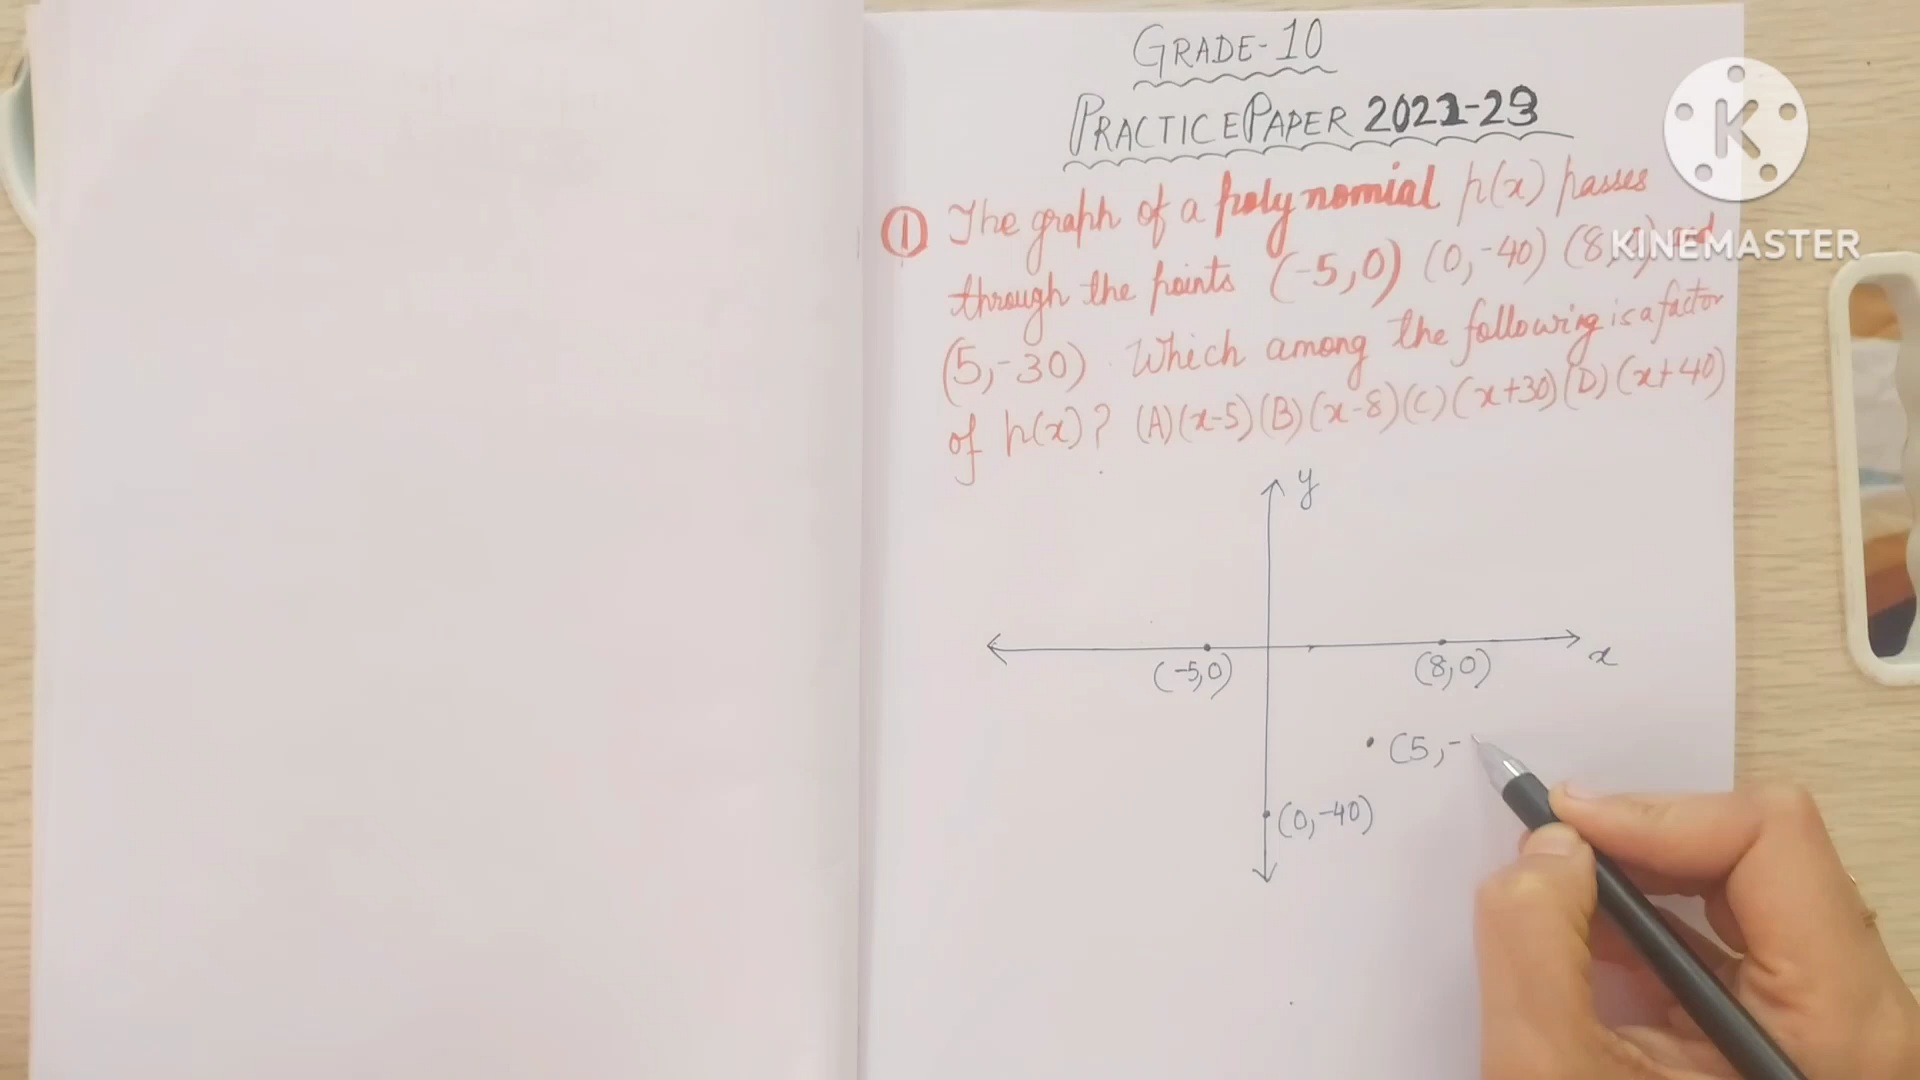 GRADE-10
PRACTICE PAPER 2022-23
K
① The graph of a polynomial p(x) passes
KINEMASTER
through the points (-5,0) (0,-40) (8,
(5,-30). Which among the following is a factor
of p(x)? (A)(x-5)(B)(x-8)(C)(x+30)(D)(x+40)
y
(-5,0)
(8,0)
x
(5,-
(0,-40)